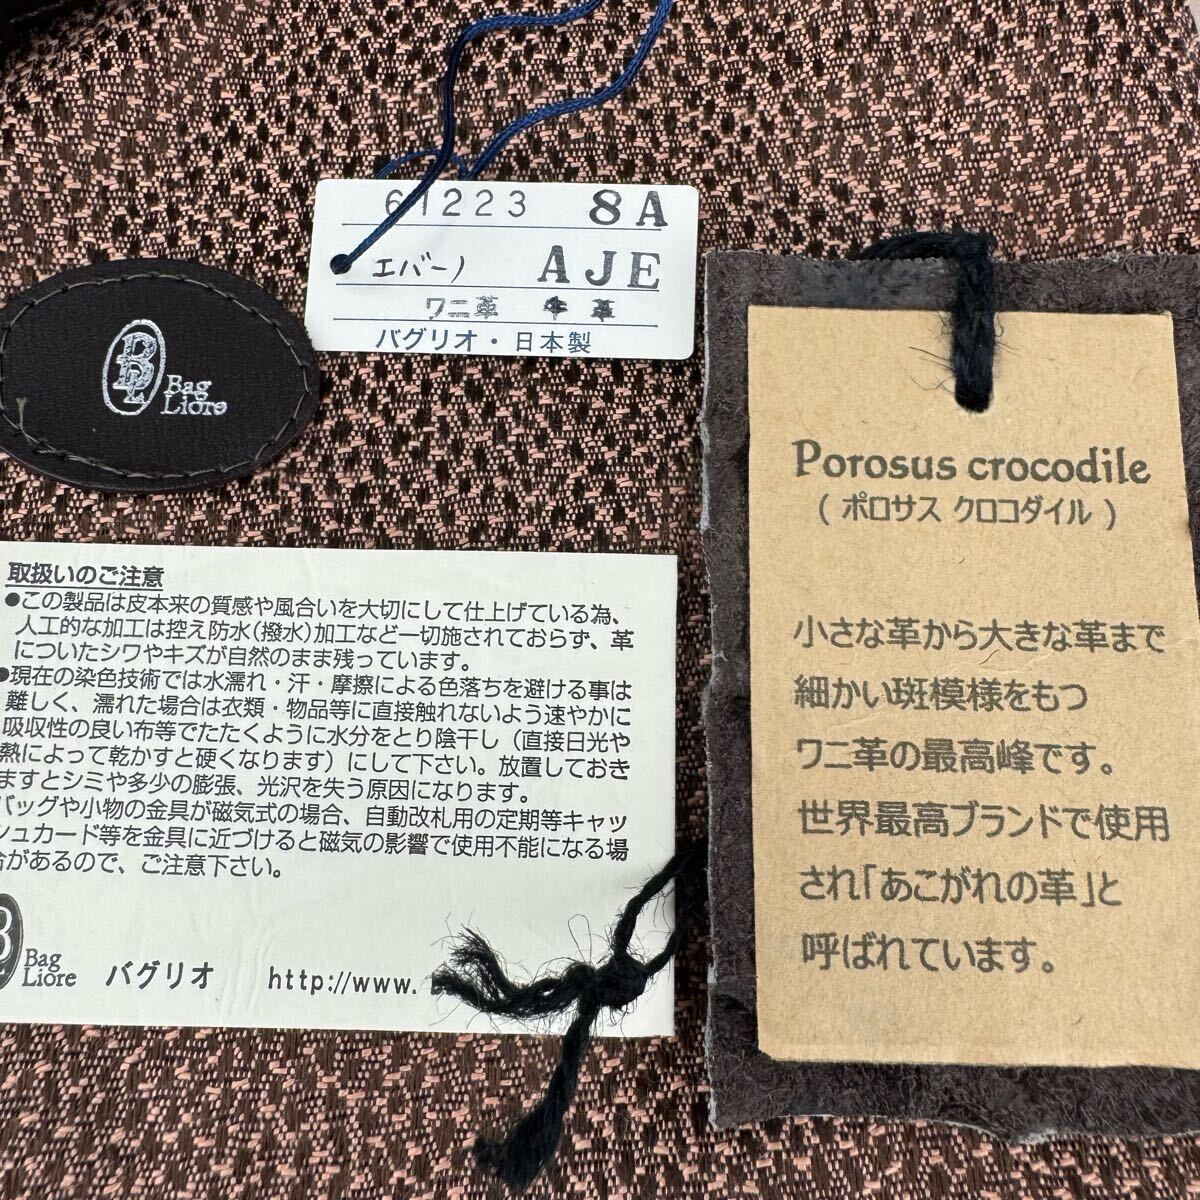 61223 8A
エバーノ AJE
ワニ革 牛革
バグリオ・日本製
BL Bag
Liore
Porosus crocodile
( ポロサス クロコダイル )
小さな革から大きな革まで
細かい斑模様をもつ
ワニ革の最高峰です。
世界最高ブランドで使用
され「あこがれの革」と
呼ばれています。
取扱いのご注意
●この製品は皮本来の質感や風合いを大切にして仕上げている為、
人工的な加工は控え防水(撥水)加工など一切施されておらず、革
についたシワやキズが自然のまま残っています。
●現在の染色技術では水濡れ・汗・摩擦による色落ちを避ける事は
難しく、濡れた場合は衣類・物品等に直接触れないよう速やかに
吸収性の良い布等でたたくように水分をとり陰干し(直接日光や
熱によって乾かすと硬くなります)にして下さい。放置しておき
ますとシミや多少の膨張、光沢を失う原因になります。
バッグや小物の金具が磁気式の場合、自動改札用の定期等キャッ
シュカード等を金具に近づけると磁気の影響で使用不能になる場
合があるので、ご注意下さい。
Bag
Liore バグリオ http://www.